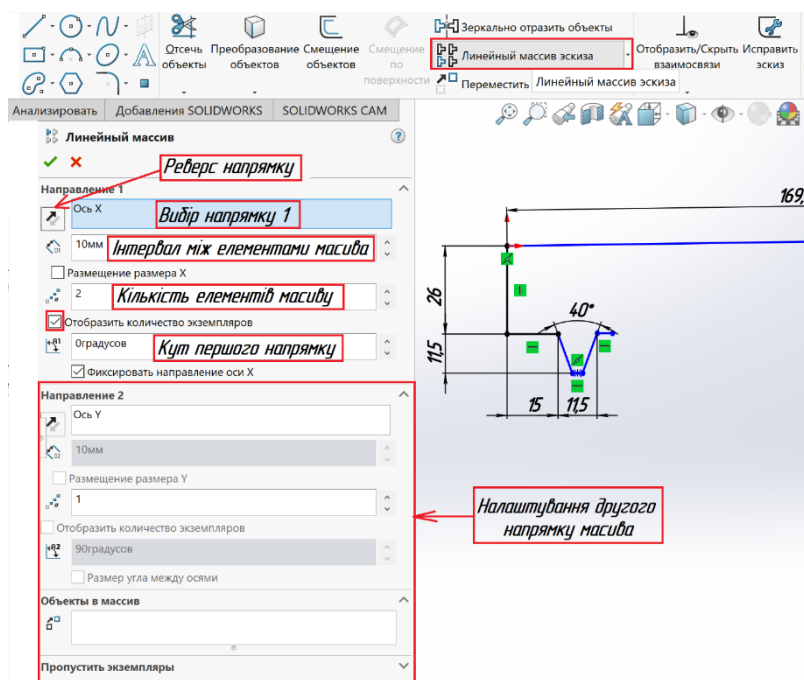 Зеркально отразить объекты
Отсечь объекты
Преобразование объектов
Смещение объектов
Смещение по поверхности
Линейный массив эскиза
Отобразить/Скрыть взаимосвязи
Исправить эскиз
Переместить
Линейный массив эскиза
Анализировать
Добавления SOLIDWORKS
SOLIDWORKS CAM
Линейный массив
Реверс напрямку
Направление 1
Ось X
Вибір напрямку 1
10мм
Інтервал між елементами масива
Размещение размера X
2
Кількість елементів масиву
Отобразить количество экземпляров
0градусов
Кут першого напрямку
Фиксировать направление оси X
Направление 2
Ось Y
10мм
Размещение размера Y
1
Отобразить количество экземпляров
90градусов
Размер угла между осями
Объекты в массив
Пропустить экземпляры
169,
26
40°
11,5
15
11,5
Налаштування другого
напрямку масива